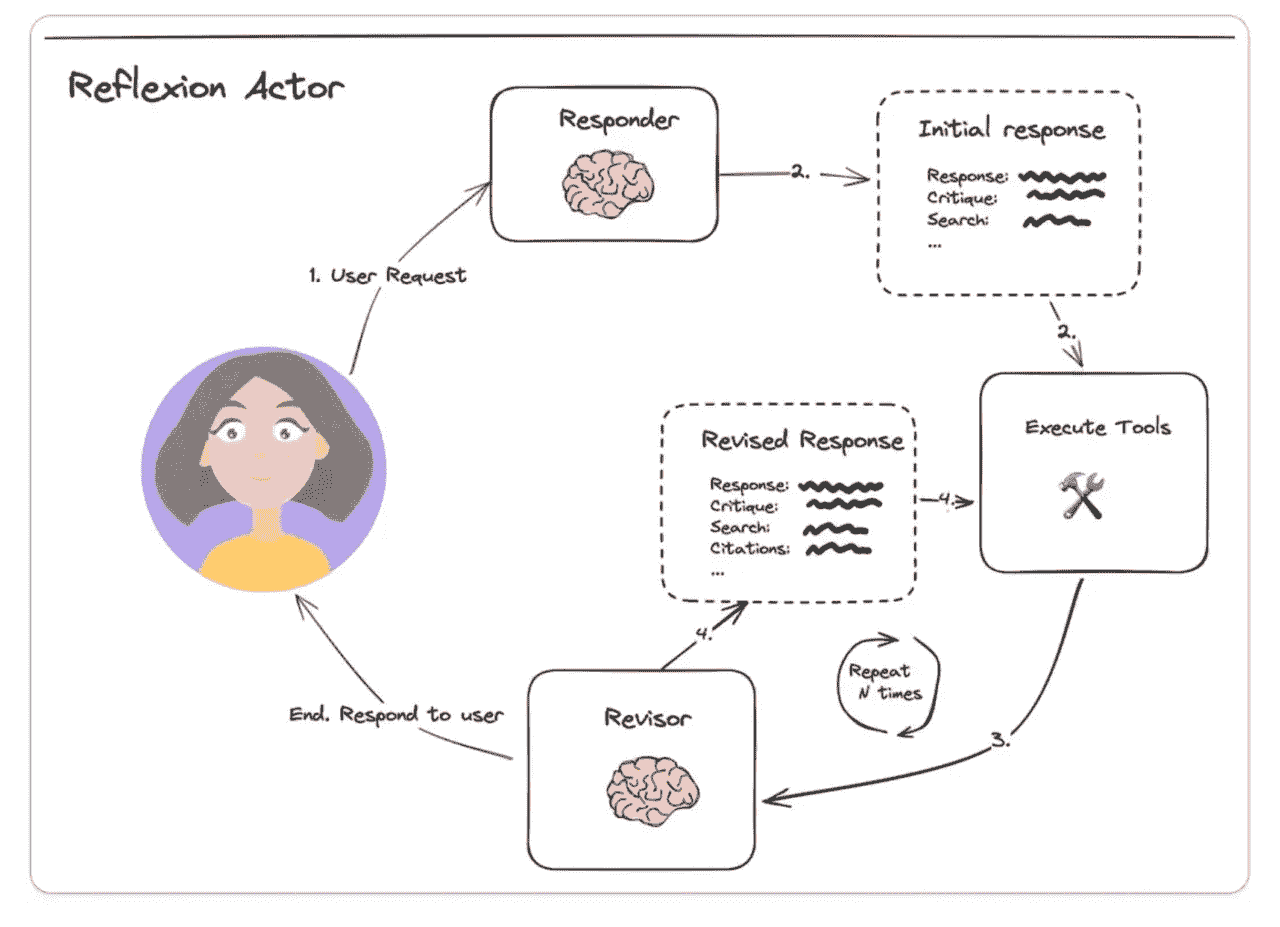 Reflexion Actor
Responder
Initial response
Response:
Critique:
Search:
...
1. User Request
2.
2.
Execute Tools
Revised Response
Response:
Critique:
Search:
Citations:
...
4.
4.
Repeat
N times
3.
Revisor
End. Respond to user